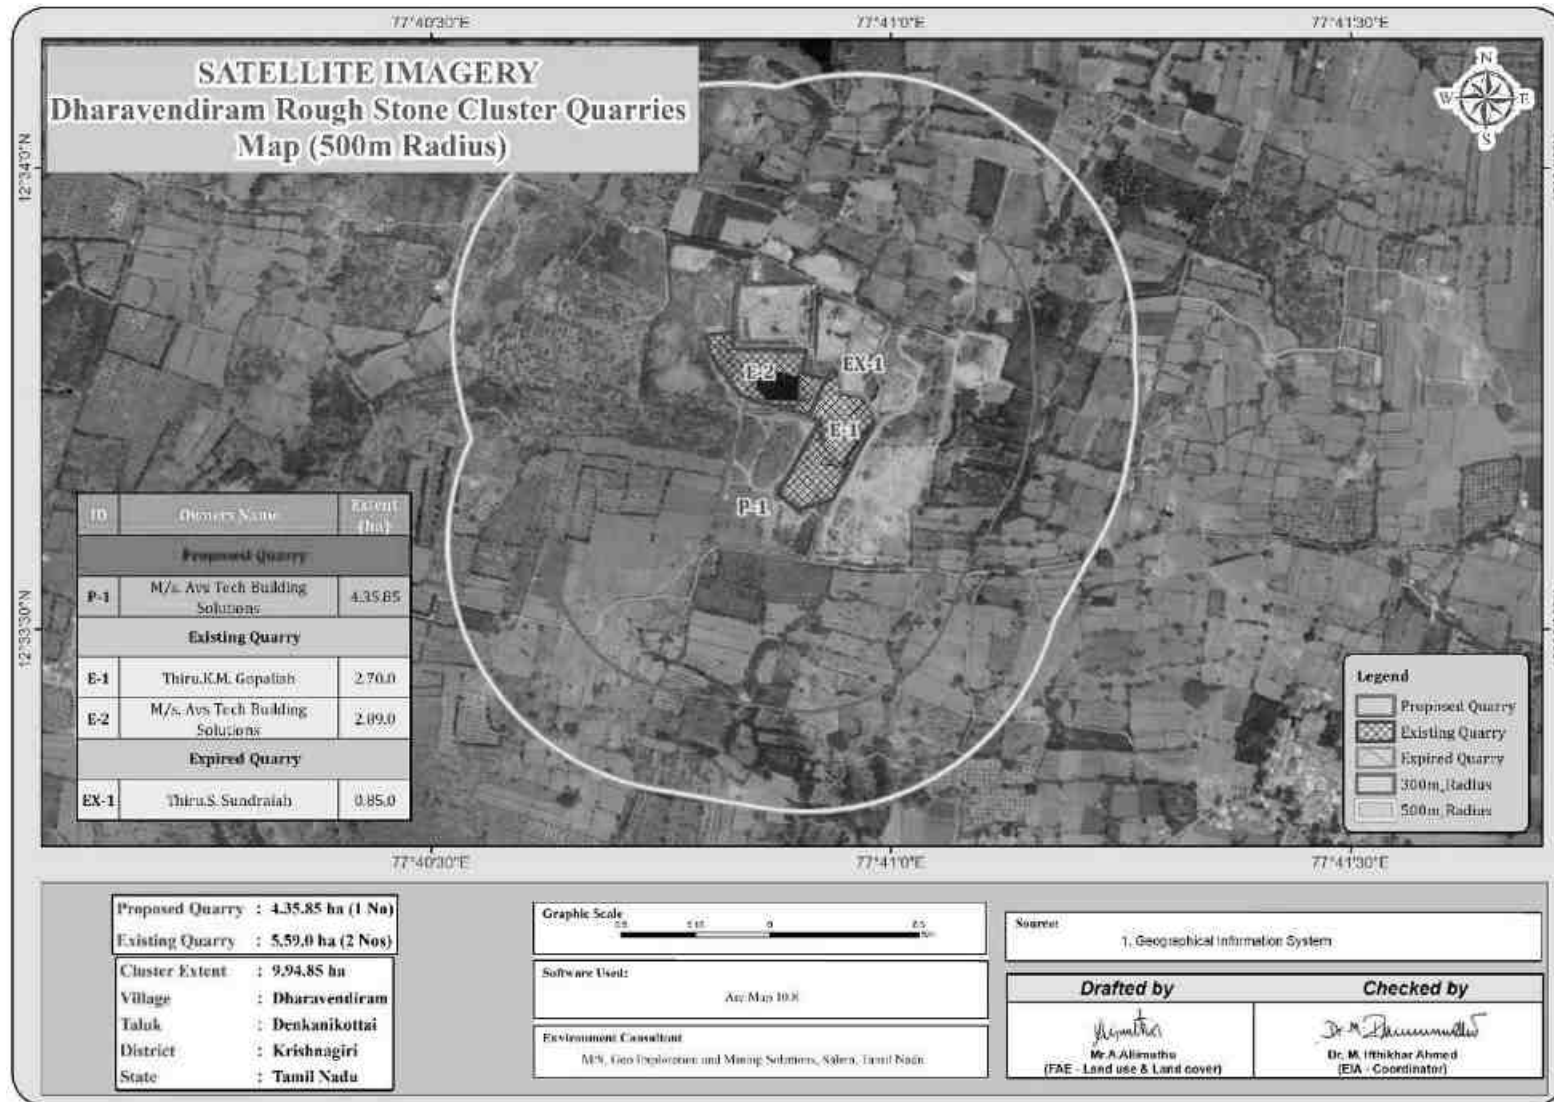 77°40'30"E
77°41'0"E
77°41'30"E
SATELLITE IMAGERY
Dharavendiram Rough Stone Cluster Quarries
Map (500m Radius)
N
W
E
S
12°34'0"N
EX-1
E-2
E-1
P-1
ID Owners Name Extent (ha)
Proposed Quarry
P-1 M/s. Avs Tech Building Solutions 4.35.85
Existing Quarry
E-1 Thiru.K.M. Gopaliah 2.70.0
E-2 M/s. Avs Tech Building Solutions 2.89.0
Expired Quarry
EX-1 Thiru.S. Sundraiah 0.85.0
12°33'30"N
Legend
Proposed Quarry
Existing Quarry
Expired Quarry
300m_Radius
500m_Radius
77°40'30"E
77°41'0"E
77°41'30"E
Proposed Quarry : 4.35.85 ha (1 No)
Existing Quarry : 5.59.0 ha (2 Nos)
Cluster Extent : 9.94.85 ha
Village : Dharavendiram
Taluk : Denkanikottai
District : Krishnagiri
State : Tamil Nadu
Graphic Scale
Software Used:
Arc Map 10.8
Environment Consultant
M/S. Geo Exploration and Mining Solutions, Salem, Tamil Nadu
Source:
1. Geographical Information System
Drafted by
Checked by
Mr.A.Allimuthu
(FAE - Land use & Land cover)
Dr. M. Ifthikhar Ahmed
(EIA - Coordinator)